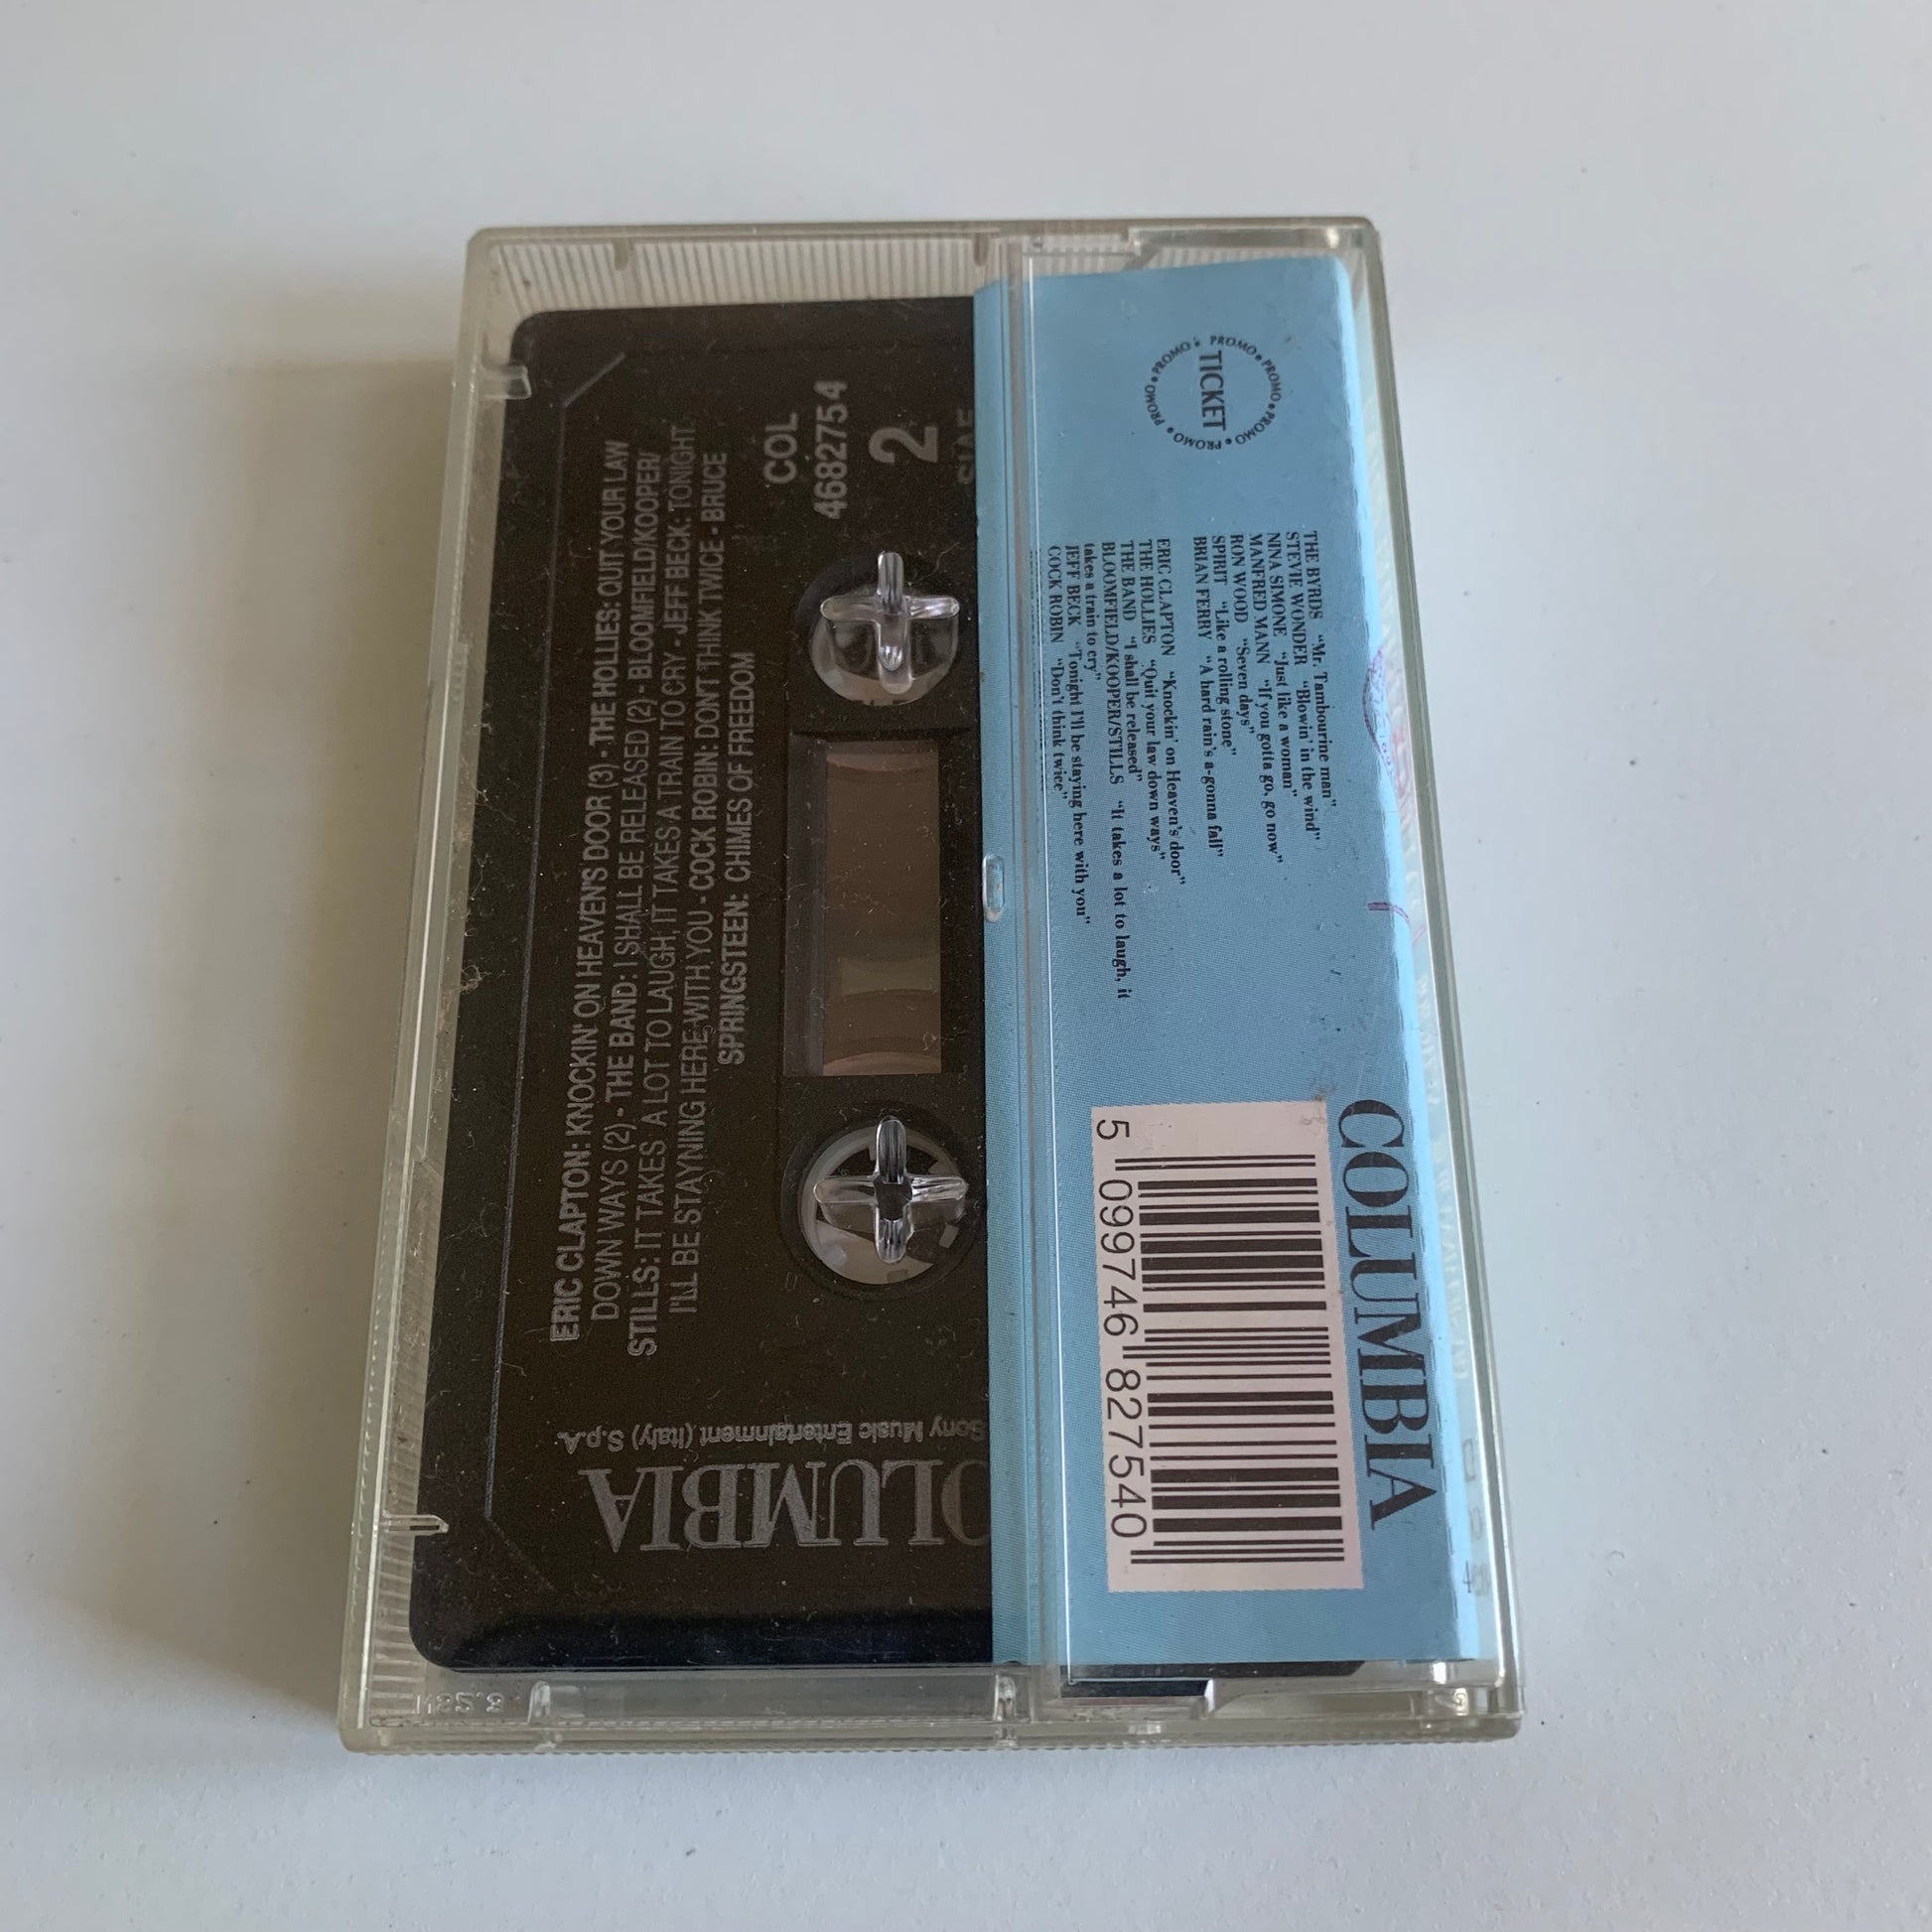 ERIC CLAPTON: KNOCKIN' ON HEAVEN'S DOOR (3) - THE HOLLIES: QUIT YOUR LAW
DOWN WAYS (2) - THE BAND: I SHALL BE RELEASED (2) - BLOOMFIELD/KOOPER/
STILLS: IT TAKES A LOT TO LAUGH, IT TAKES A TRAIN TO CRY - JEFF BECK: TONIGHT
I'LL BE STAYNING HERE WITH YOU - COCK ROBIN: DON'T THINK TWICE - BRUCE
SPRINGSTEEN: CHIMES OF FREEDOM
COL
4682754
2
SIAE
Sony Music Entertainment (Italy) S.p.A.
OLUMBIA
PROMO • PROMO • PROMO • PROMO • PROMO • PROMO •
TICKET
THE BYRDS "Mr. Tambourine man"
STEVIE WONDER "Blowin' in the wind"
NINA SIMONE "Just like a woman"
MANFRED MANN "If you gotta go, go now"
RON WOOD "Seven days"
SPIRIT "Like a rolling stone"
BRIAN FERRY "A hard rain's a-gonna fall"
ERIC CLAPTON "Knockin' on Heaven's door"
THE HOLLIES "Quit your law down ways"
THE BAND "I shall be released"
BLOOMFIELD/KOOPER/STILLS "It takes a lot to laugh, it
takes a train to cry"
JEFF BECK "Tonight I'll be staying here with you"
COCK ROBIN "Don't think twice"
COLUMBIA
5 099746 827540